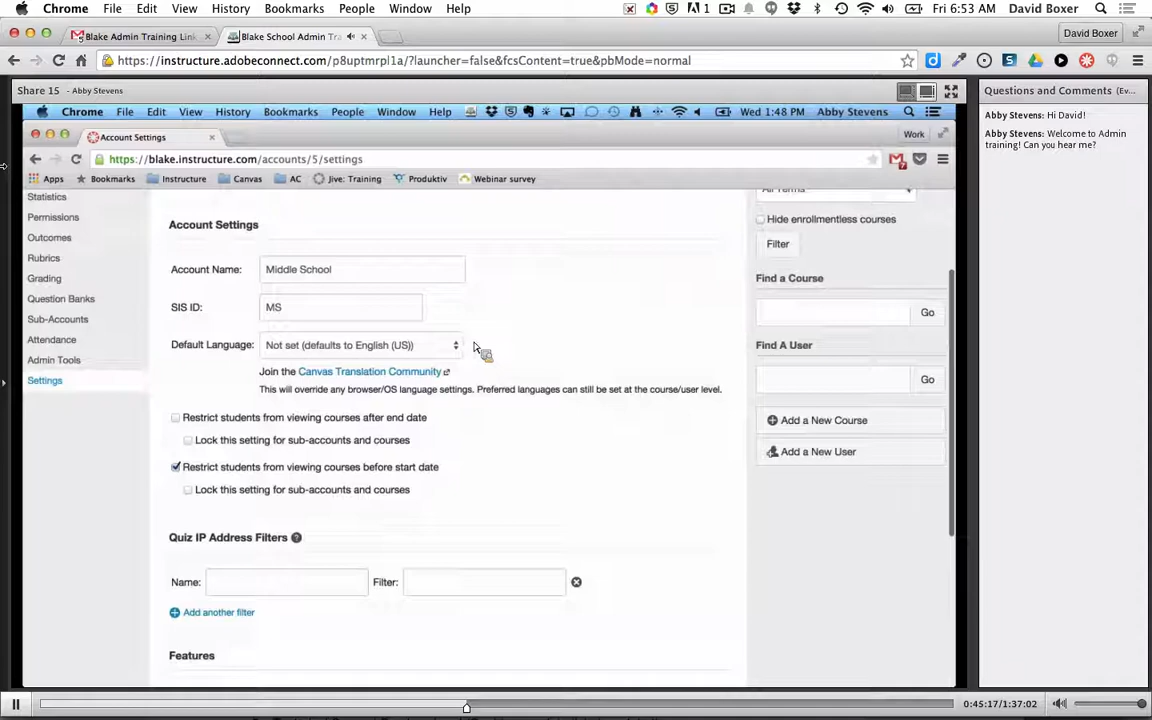 Chrome File Edit View History Bookmarks People Window Help Fri 6:53 AM David Boxer
Blake Admin Training Link Blake School Admin Tra David Boxer
https://instructure.adobeconnect.com/p8uptmrpl1a/?launcher=false&fcsContent=true&pbMode=normal
Share 15 - Abby Stevens
Questions and Comments (Ev...
Chrome File Edit View History Bookmarks People Window Help Wed 1:48 PM Abby Stevens
Abby Stevens: Hi David!
Abby Stevens: Welcome to Admin
training! Can you hear me?
Account Settings Work
https://blake.instructure.com/accounts/5/settings
Apps Bookmarks Instructure Canvas AC Jive: Training Produktiv Webinar survey
Statistics
Permissions
Outcomes
Rubrics
Grading
Question Banks
Sub-Accounts
Attendance
Admin Tools
Settings
Account Settings
Account Name: Middle School
SIS ID: MS
Default Language: Not set (defaults to English (US))
Join the Canvas Translation Community
This will override any browser/OS language settings. Preferred languages can still be set at the course/user level.
Restrict students from viewing courses after end date
Lock this setting for sub-accounts and courses
Restrict students from viewing courses before start date
Lock this setting for sub-accounts and courses
Quiz IP Address Filters ?
Name: Filter:
Add another filter
Features
All Terms
Hide enrollmentless courses
Filter
Find a Course
Go
Find A User
Go
Add a New Course
Add a New User
0:45:17/1:37:02